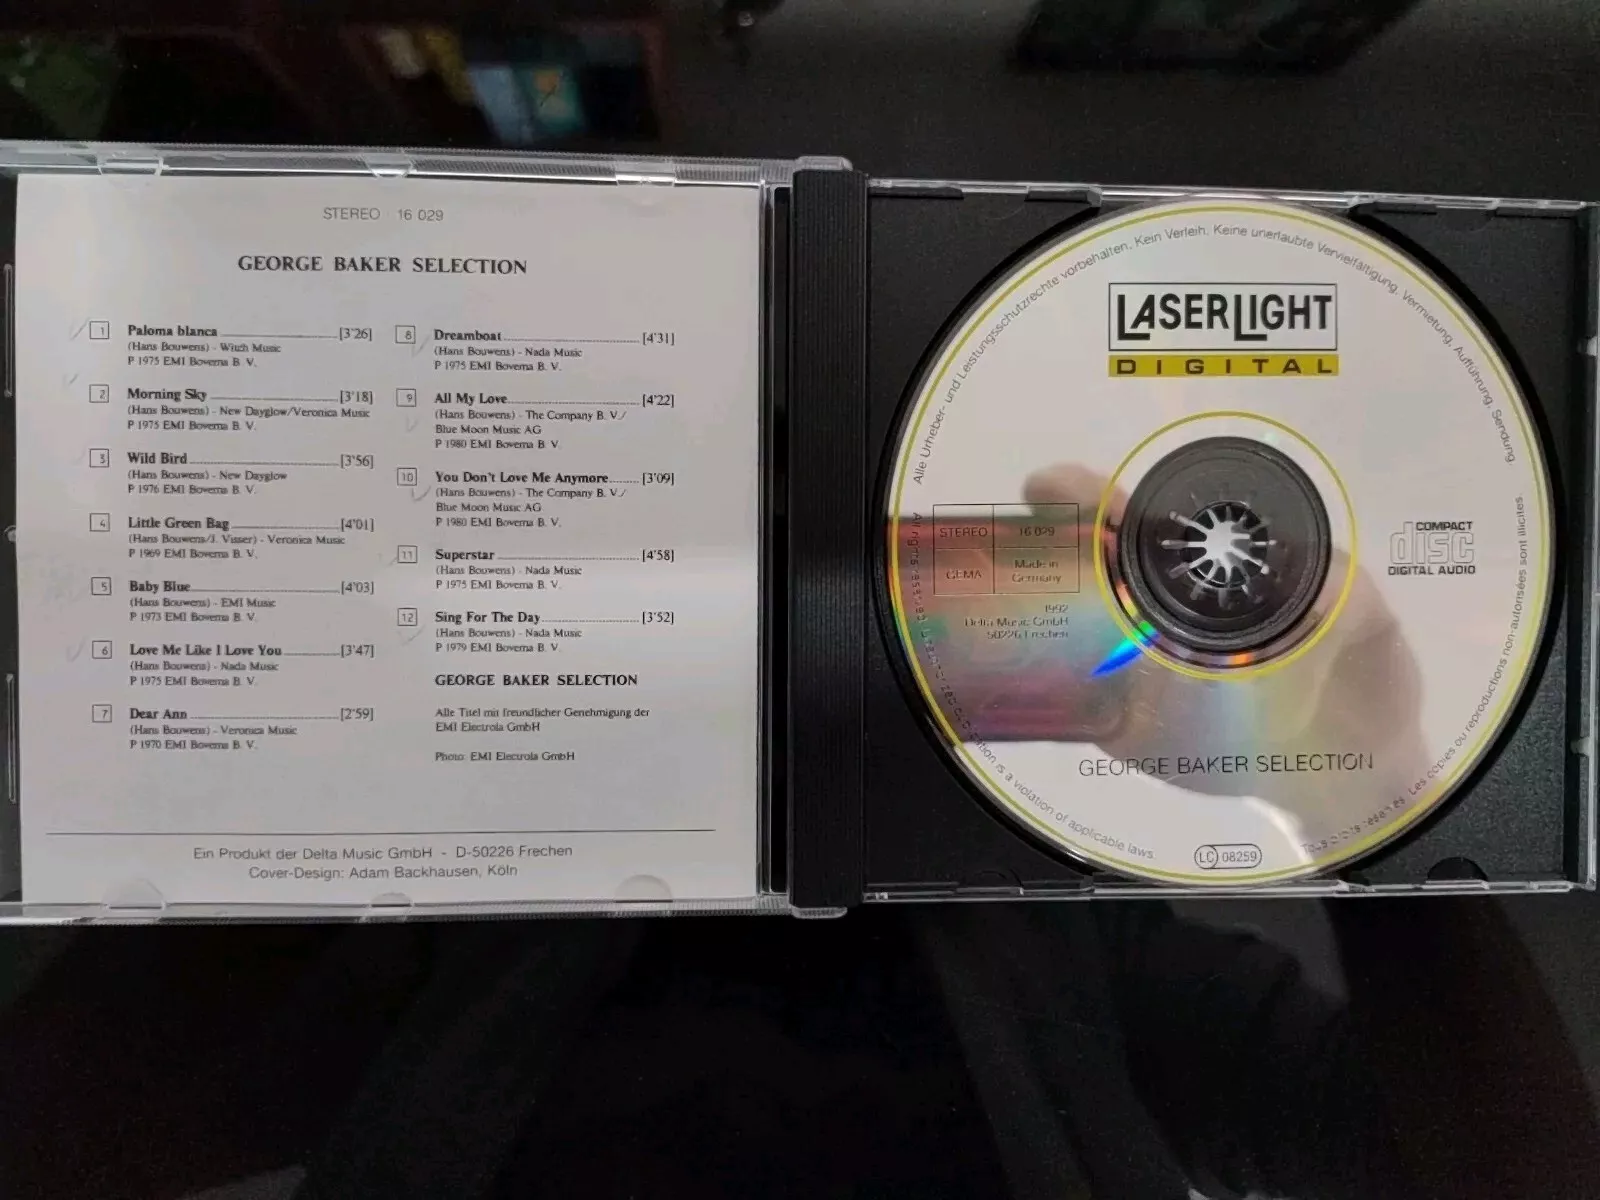 STEREO 16 029
GEORGE BAKER SELECTION
1 Paloma blanca [3'26]
(Hans Bouwens) - Witch Music
P 1975 EMI Bovema B. V.
2 Morning Sky [3'18]
(Hans Bouwens) - New Dayglow/Veronica Music
P 1975 EMI Bovema B. V.
3 Wild Bird [3'56]
(Hans Bouwens) - New Dayglow
P 1976 EMI Bovema B. V.
4 Little Green Bag [4'01]
(Hans Bouwens/J. Visser) - Veronica Music
P 1969 EMI Bovema B. V.
5 Baby Blue [4'03]
(Hans Bouwens) - EMI Music
P 1973 EMI Bovema B. V.
6 Love Me Like I Love You [3'47]
(Hans Bouwens) - Nada Music
P 1975 EMI Bovema B. V.
7 Dear Ann [2'59]
(Hans Bouwens) - Veronica Music
P 1970 EMI Bovema B. V.
8 Dreamboat [4'31]
(Hans Bouwens) - Nada Music
P 1975 EMI Bovema B. V.
9 All My Love [4'22]
(Hans Bouwens) - The Company B. V./
Blue Moon Music AG
P 1980 EMI Bovema B. V.
10 You Don't Love Me Anymore [3'09]
(Hans Bouwens) - The Company B. V./
Blue Moon Music AG
P 1980 EMI Bovema B. V.
11 Superstar [4'58]
(Hans Bouwens) - Nada Music
P 1975 EMI Bovema B. V.
12 Sing For The Day [3'52]
(Hans Bouwens) - Nada Music
P 1979 EMI Bovema B. V.
GEORGE BAKER SELECTION
Alle Titel mit freundlicher Genehmigung der
EMI Electrola GmbH
Photo: EMI Electrola GmbH
Ein Produkt der Delta Music GmbH - D-50226 Frechen
Cover-Design: Adam Backhausen, Köln
Alle Urheber- und Leistungsschutzrechte vorbehalten. Kein Verleih. Keine unerlaubte Vervielfältigung, Vermietung, Aufführung, Sendung.
LASERLIGHT
DIGITAL
STEREO 16 029
GEMA Made in
Germany
1992
Delta Music GmbH
50226 Frechen
COMPACT
disc
DIGITAL AUDIO
GEORGE BAKER SELECTION
All rights reserved. Unauthorized duplication is a violation of applicable laws.
LC 08259
Tous droits réservés. Les copies ou reproductions non-autorisées sont illicites.